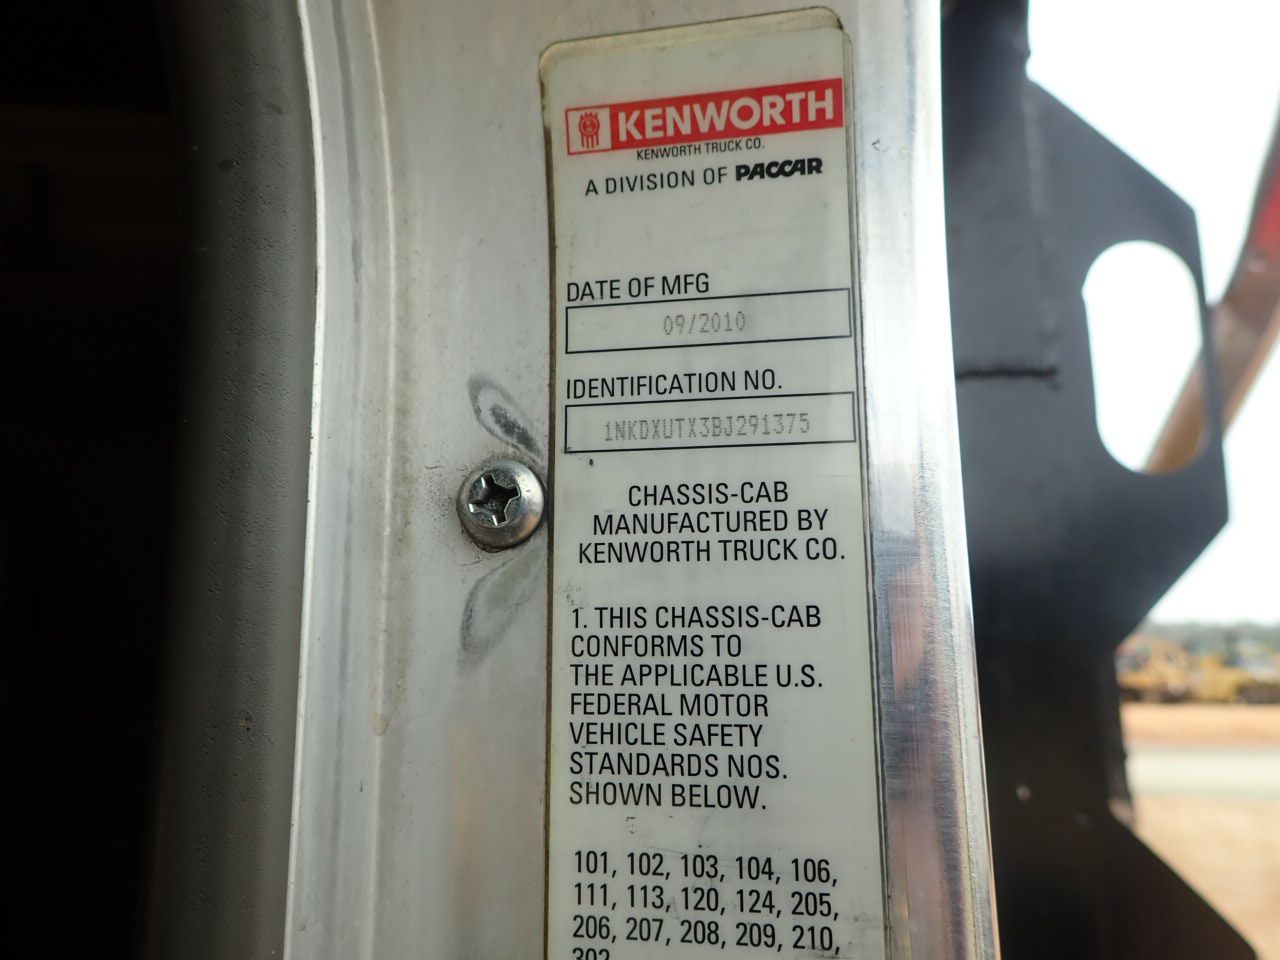 KENWORTH
KENWORTH TRUCK CO.
A DIVISION OF PACCAR
DATE OF MFG
09/2010
IDENTIFICATION NO.
1NKDXUTX3BJ291375
CHASSIS-CAB
MANUFACTURED BY
KENWORTH TRUCK CO.
1. THIS CHASSIS-CAB
CONFORMS TO
THE APPLICABLE U.S.
FEDERAL MOTOR
VEHICLE SAFETY
STANDARDS NOS.
SHOWN BELOW.
101, 102, 103, 104, 106,
111, 113, 120, 124, 205,
206, 207, 208, 209, 210,
302